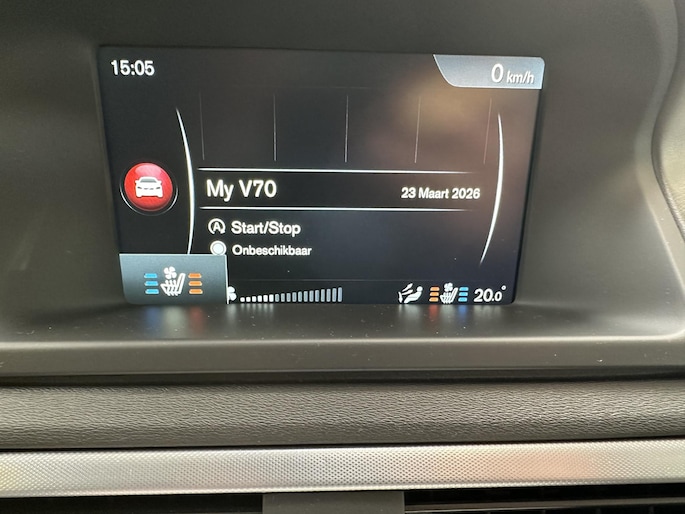 15:05
0 km/h
My V70
23 Maart 2026
Start/Stop
Onbeschikbaar
20.0°